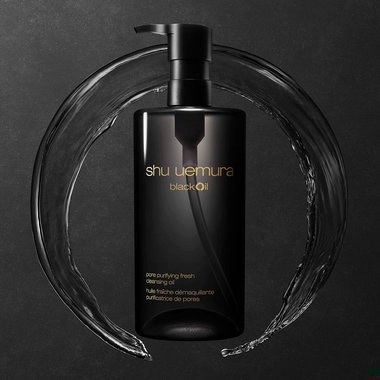 shu uemura
blackOil
pore purifying fresh
cleansing oil
huile fraîche démaquillante
purificatrice de pores